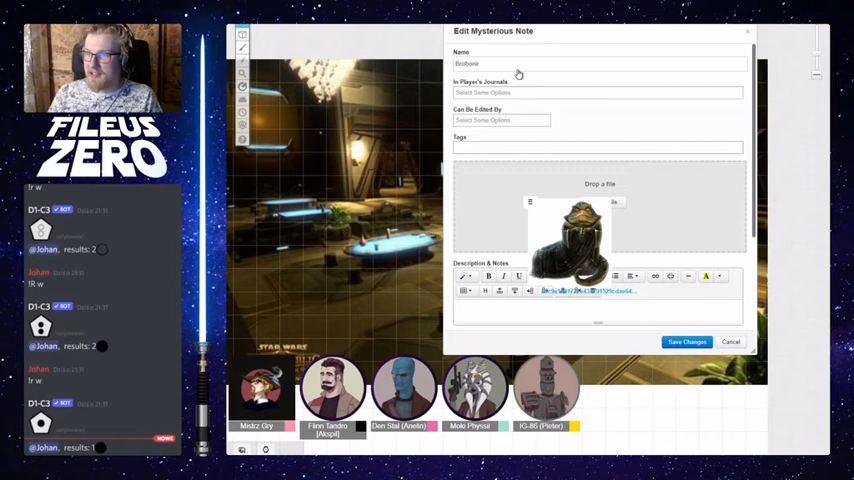 Edit Mysterious Note
×
Name
Brolbonir
In Player's Journals
Select Some Options
Can Be Edited By
Select Some Options
Tags
Drop a file
Description & Notes
B I U
H
A
Save Changes
Cancel
FILEUS
ZERO
!r w
D1-C3 ✓ BOT Dziś o 21:31
@Johan, results: 2
Johan Dziś o 21:31
!R w
D1-C3 ✓ BOT Dziś o 21:31
@Johan, results: 2
Johan Dziś o 21:31
!r w
D1-C3 ✓ BOT Dziś o 21:31
NOWE
@Johan, results: 1
STAR WARS
Mistrz Gry
Flinn Tandro
[Akspil]
Den Stal (Anetin)
Moki Physsii
IG-86 (Pieter)